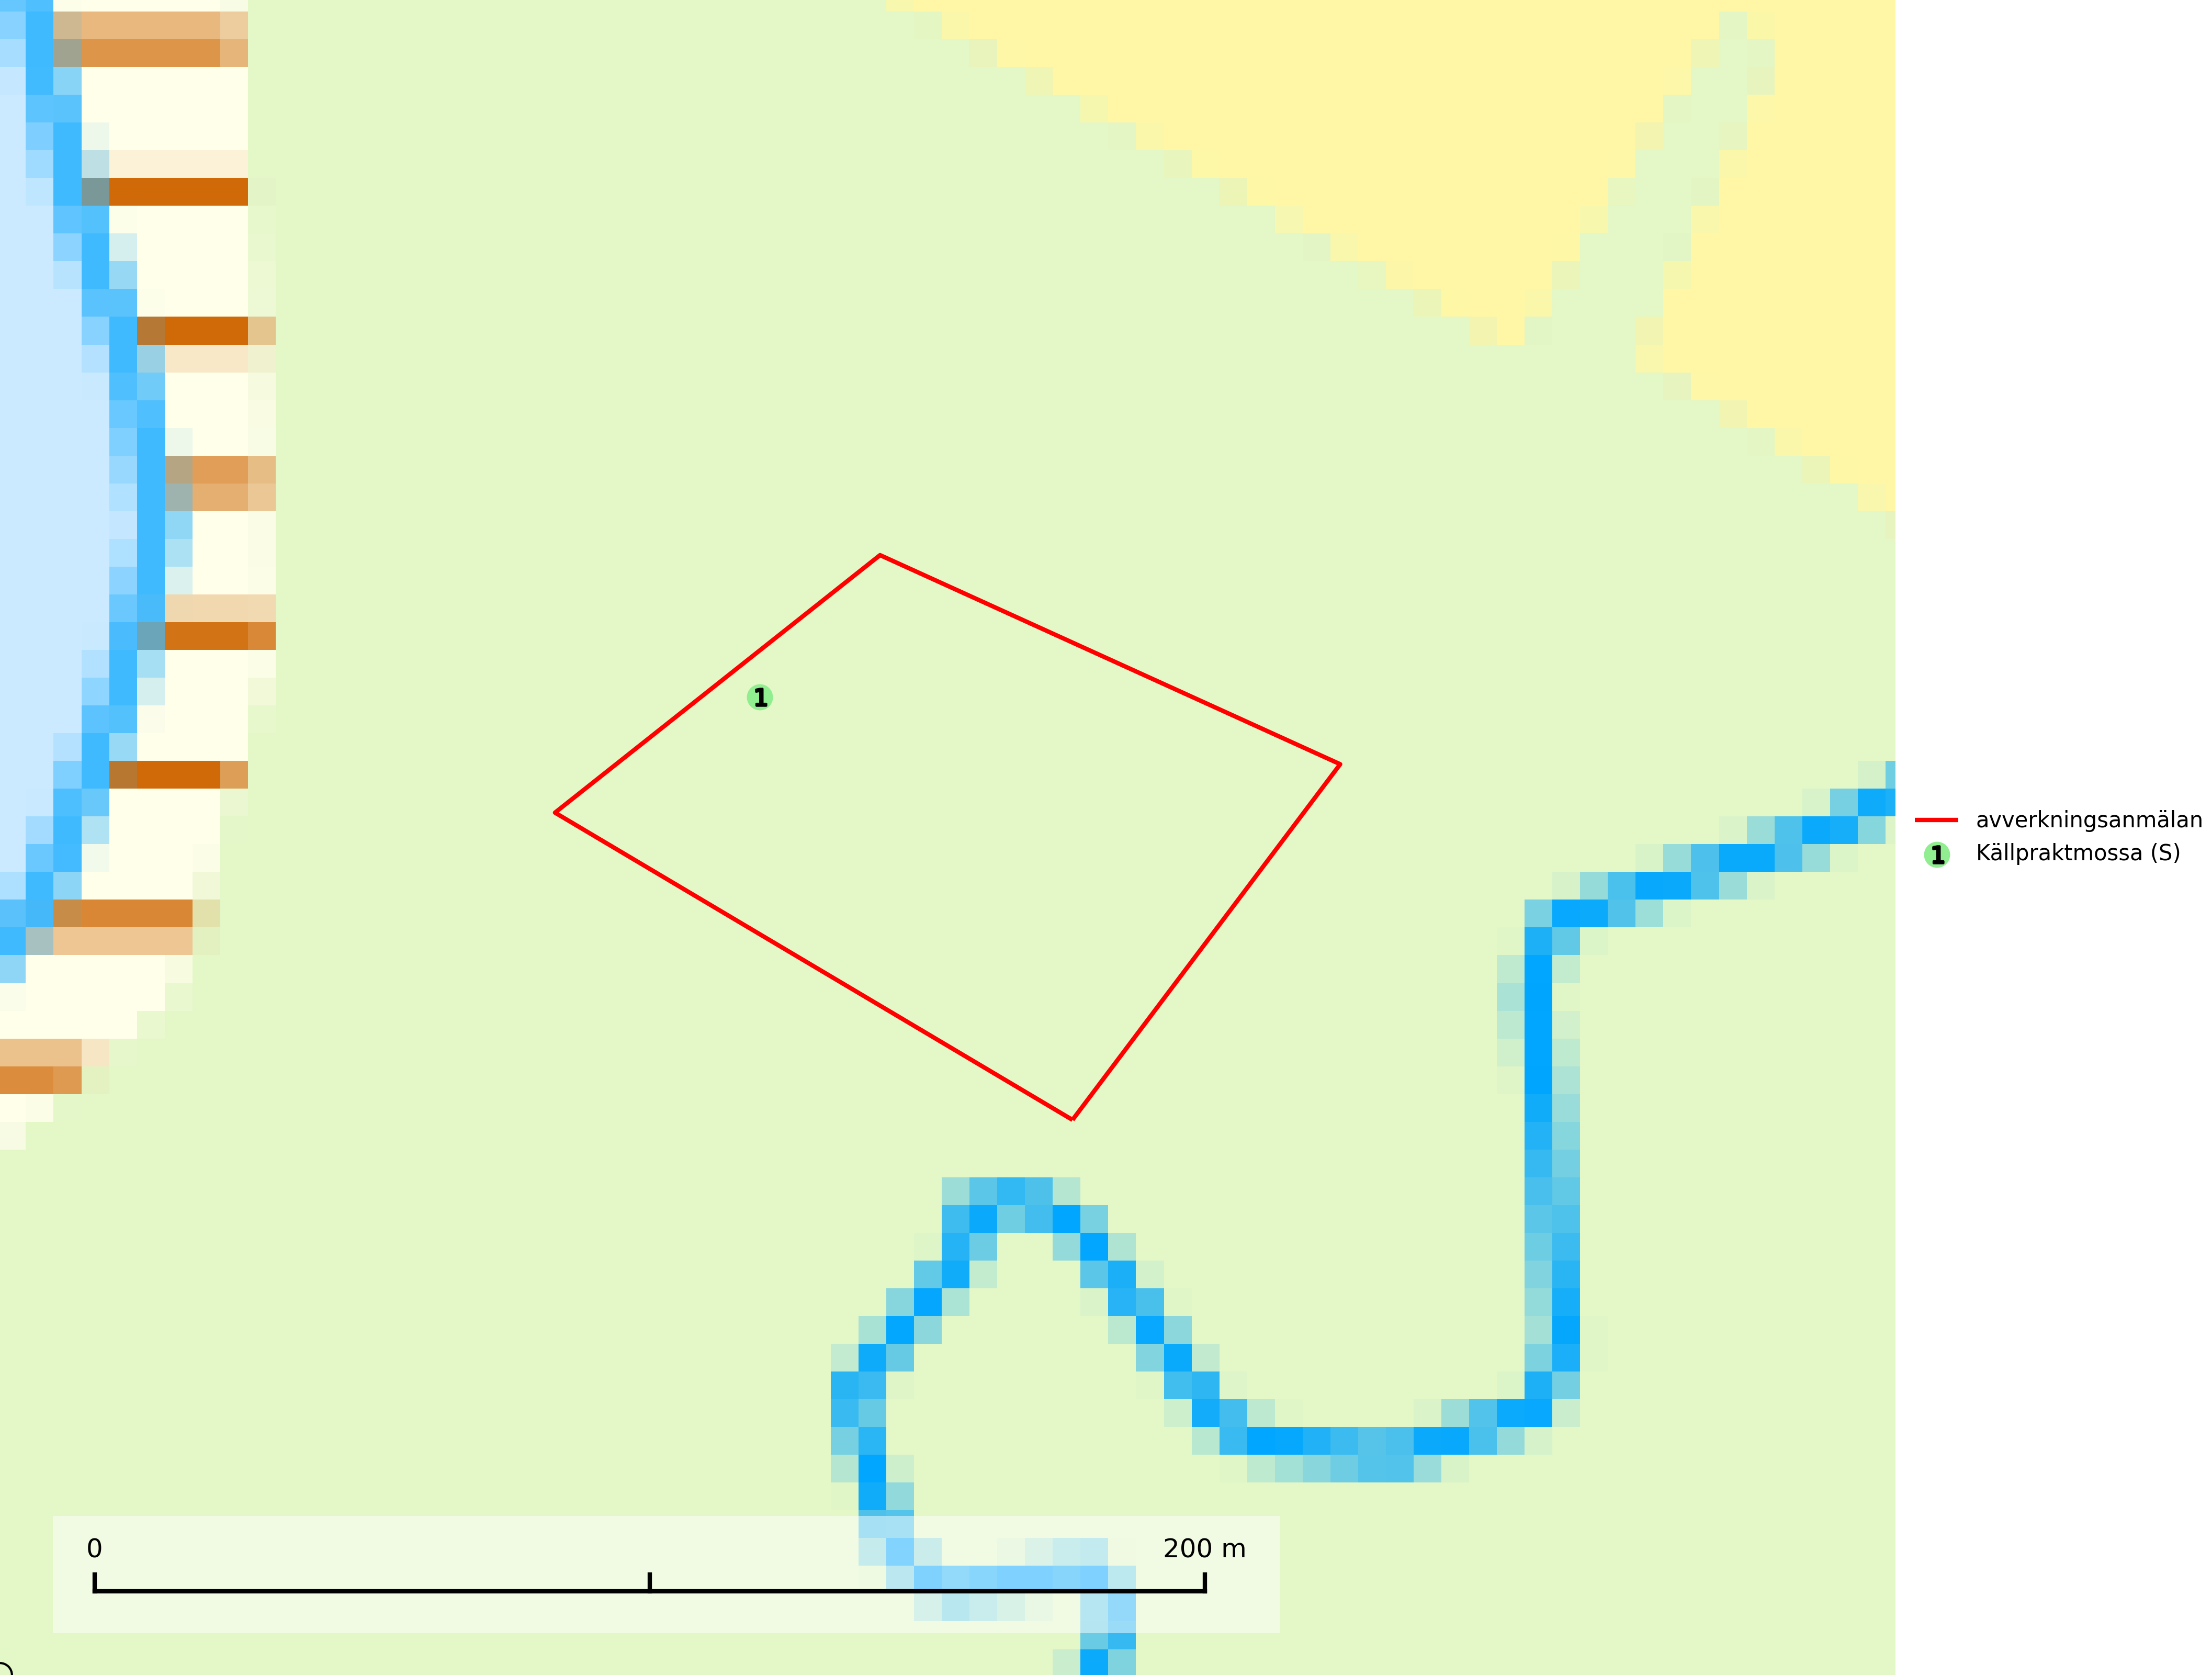 1
avverkningsanmälan
1 Källpraktmossa (S)
0 200 m